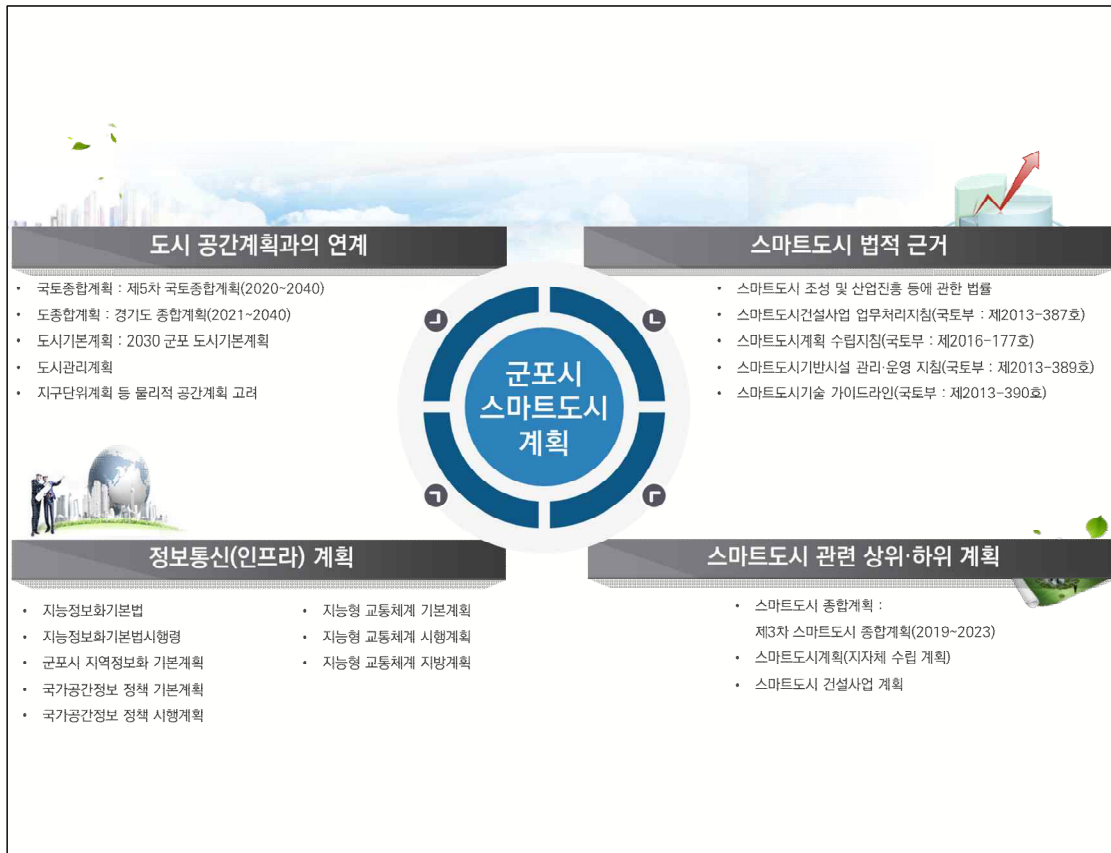 도시 공간계획과의 연계
• 국토종합계획 : 제5차 국토종합계획(2020~2040)
• 도종합계획 : 경기도 종합계획(2021~2040)
• 도시기본계획 : 2030 군포 도시기본계획
• 도시관리계획
• 지구단위계획 등 물리적 공간계획 고려
스마트도시 법적 근거
• 스마트도시 조성 및 산업진흥 등에 관한 법률
• 스마트도시건설사업 업무처리지침(국토부 : 제2013-387호)
• 스마트도시계획 수립지침(국토부 : 제2016-177호)
• 스마트도시기반시설 관리·운영 지침(국토부 : 제2013-389호)
• 스마트도시기술 가이드라인(국토부 : 제2013-390호)
군포시
스마트도시
계획
정보통신(인프라) 계획
• 지능정보화기본법
• 지능정보화기본법시행령
• 군포시 지역정보화 기본계획
• 국가공간정보 정책 기본계획
• 국가공간정보 정책 시행계획
• 지능형 교통체계 기본계획
• 지능형 교통체계 시행계획
• 지능형 교통체계 지방계획
스마트도시 관련 상위·하위 계획
• 스마트도시 종합계획 :
제3차 스마트도시 종합계획(2019~2023)
• 스마트도시계획(지자체 수립 계획)
• 스마트도시 건설사업 계획